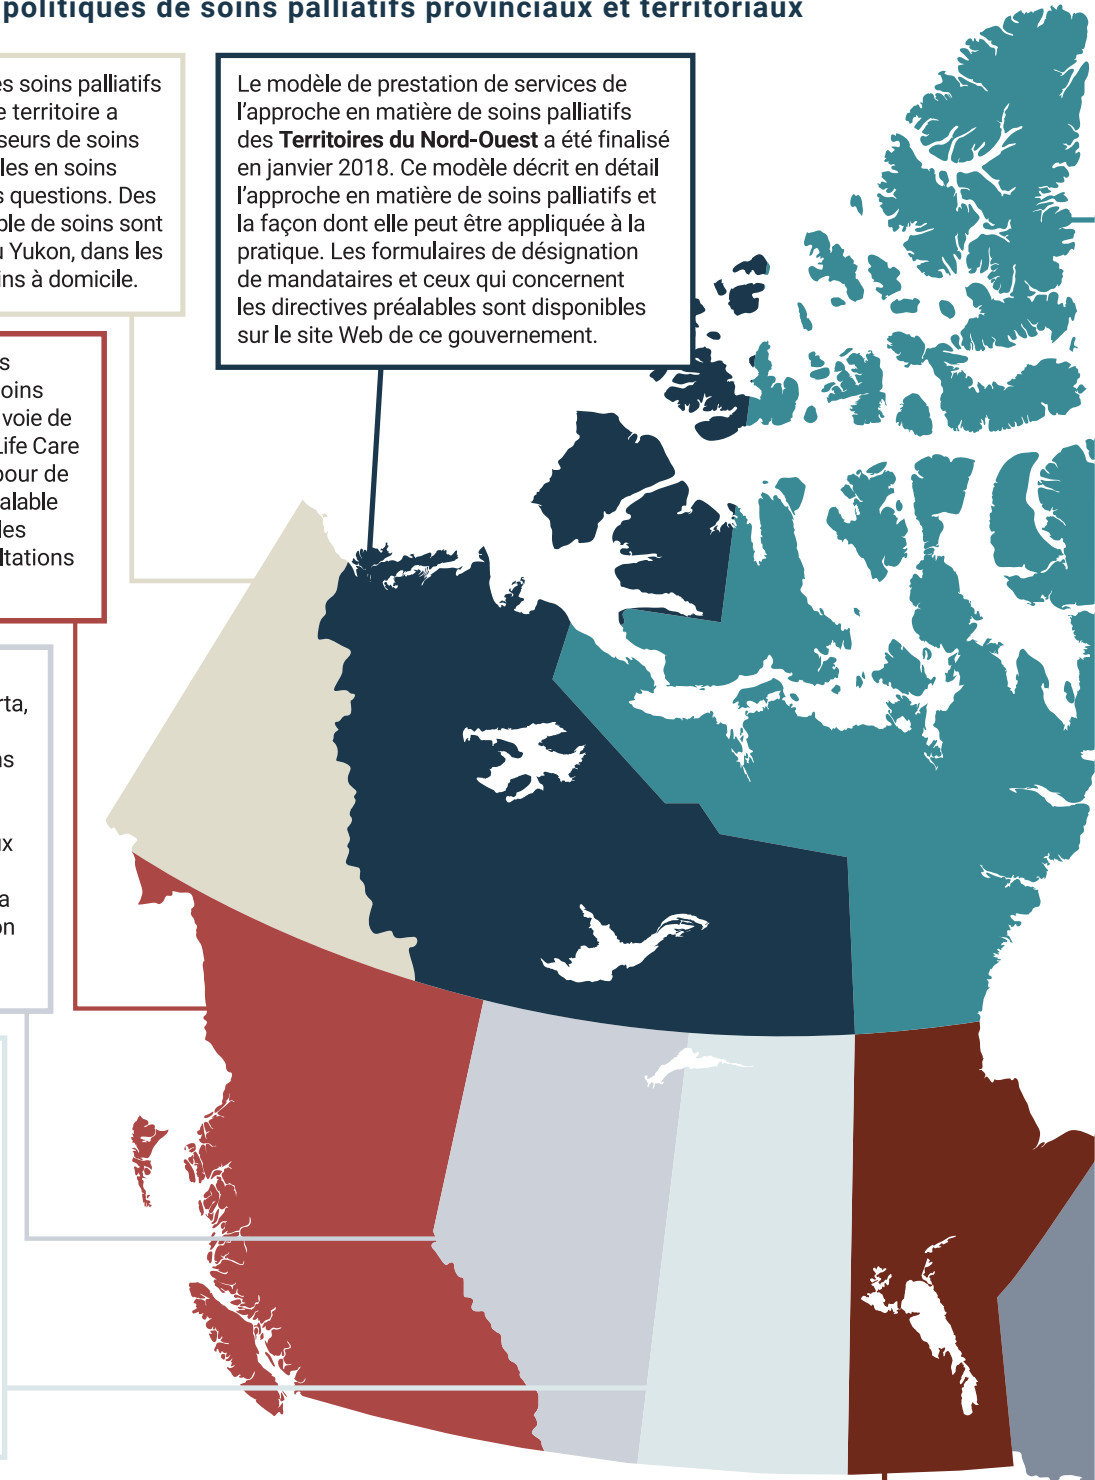 politiques de soins palliatifs provinciaux et territoriaux
es soins palliatifs
e territoire a
seurs de soins
les en soins
s questions. Des
ble de soins sont
u Yukon, dans les
ins à domicile.
Le modèle de prestation de services de
l'approche en matière de soins palliatifs
des Territoires du Nord-Ouest a été finalisé
en janvier 2018. Ce modèle décrit en détail
l'approche en matière de soins palliatifs et
la façon dont elle peut être appliquée à la
pratique. Les formulaires de désignation
de mandataires et ceux qui concernent
les directives préalables sont disponibles
sur le site Web de ce gouvernement.
s
oins
voie de
Life Care
pour de
alable
les
ltations
rta,
ns
ux
a
on